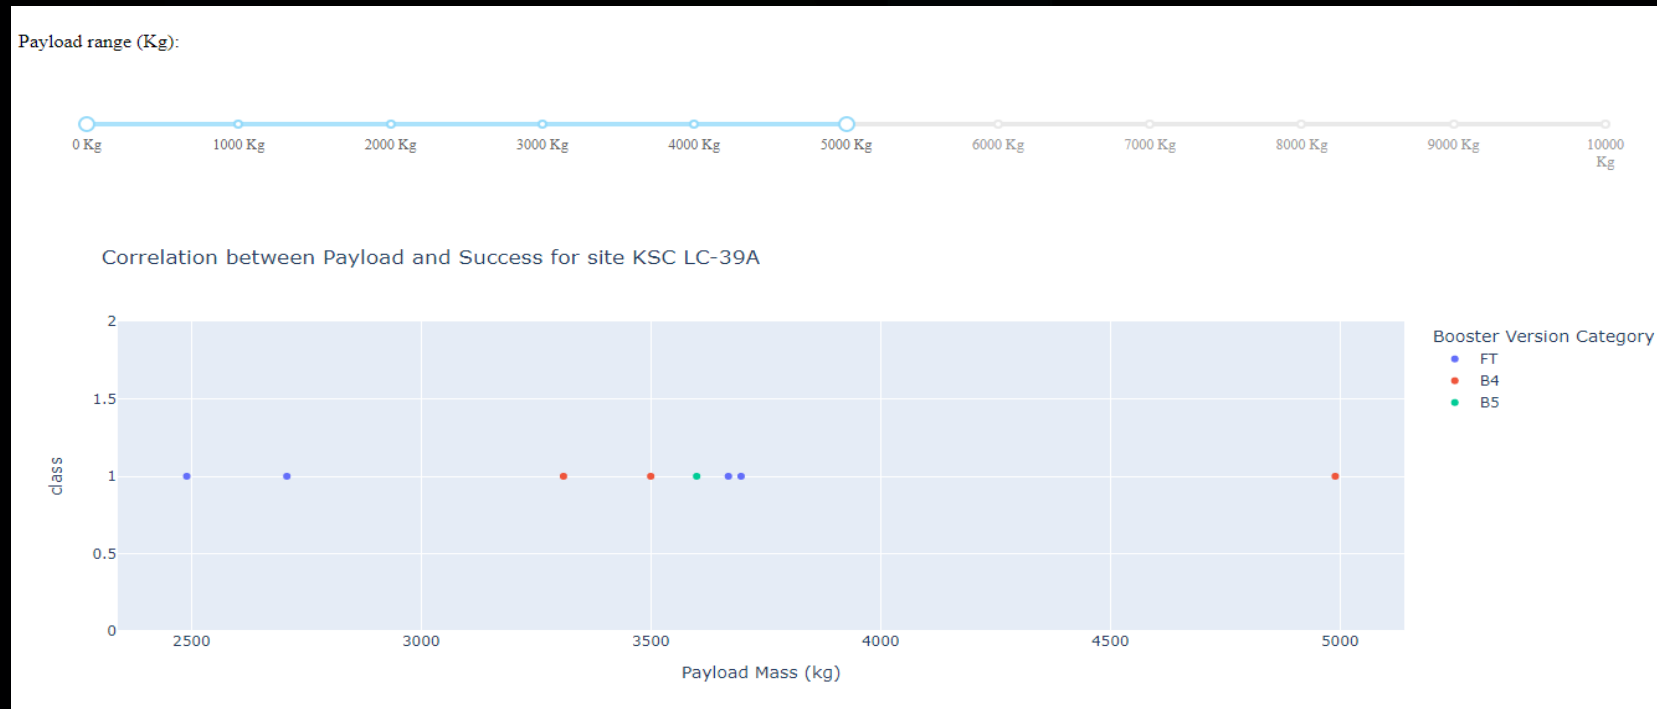 Payload range (Kg):
0 Kg 1000 Kg 2000 Kg 3000 Kg 4000 Kg 5000 Kg 6000 Kg 7000 Kg 8000 Kg 9000 Kg 10000
Kg
Correlation between Payload and Success for site KSC LC-39A
2
1.5
1
0.5
0
class
2500 3000 3500 4000 4500 5000
Payload Mass (kg)
Booster Version Category
FT
B4
B5